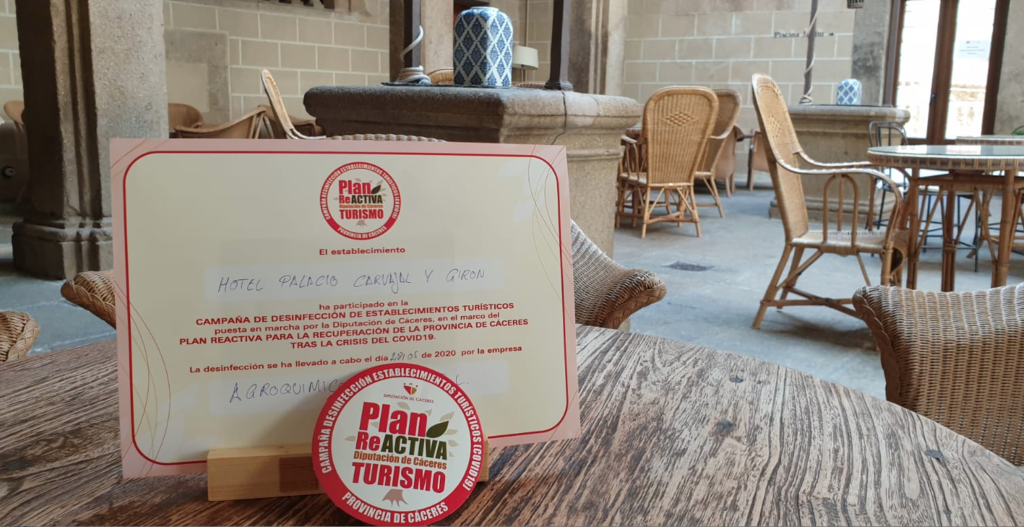 CAMPAÑA DESINFECCIÓN ESTABLECIMIENTOS TURÍSTICOS (COVID19)
Plan
ReACTIVA
Diputación de Cáceres
TURISMO
PROVINCIA DE CÁCERES
El establecimiento
HOTEL PALACIO CARVAJAL Y GIRON
ha participado en la
CAMPAÑA DE DESINFECCIÓN DE ESTABLECIMIENTOS TURÍSTICOS
puesta en marcha por la Diputación de Cáceres, en el marco del
PLAN REACTIVA PARA LA RECUPERACIÓN DE LA PROVINCIA DE CÁCERES
TRAS LA CRISIS DEL COVID19.
La desinfección se ha llevado a cabo el día de 2020 por la empresa
CAMPAÑA DESINFECCIÓN ESTABLECIMIENTOS TURÍSTICOS (COVID19)
DIPUTACIÓN DE CÁCERES
Plan
ReACTIVA
Diputación de Cáceres
TURISMO
PROVINCIA DE CÁCERES